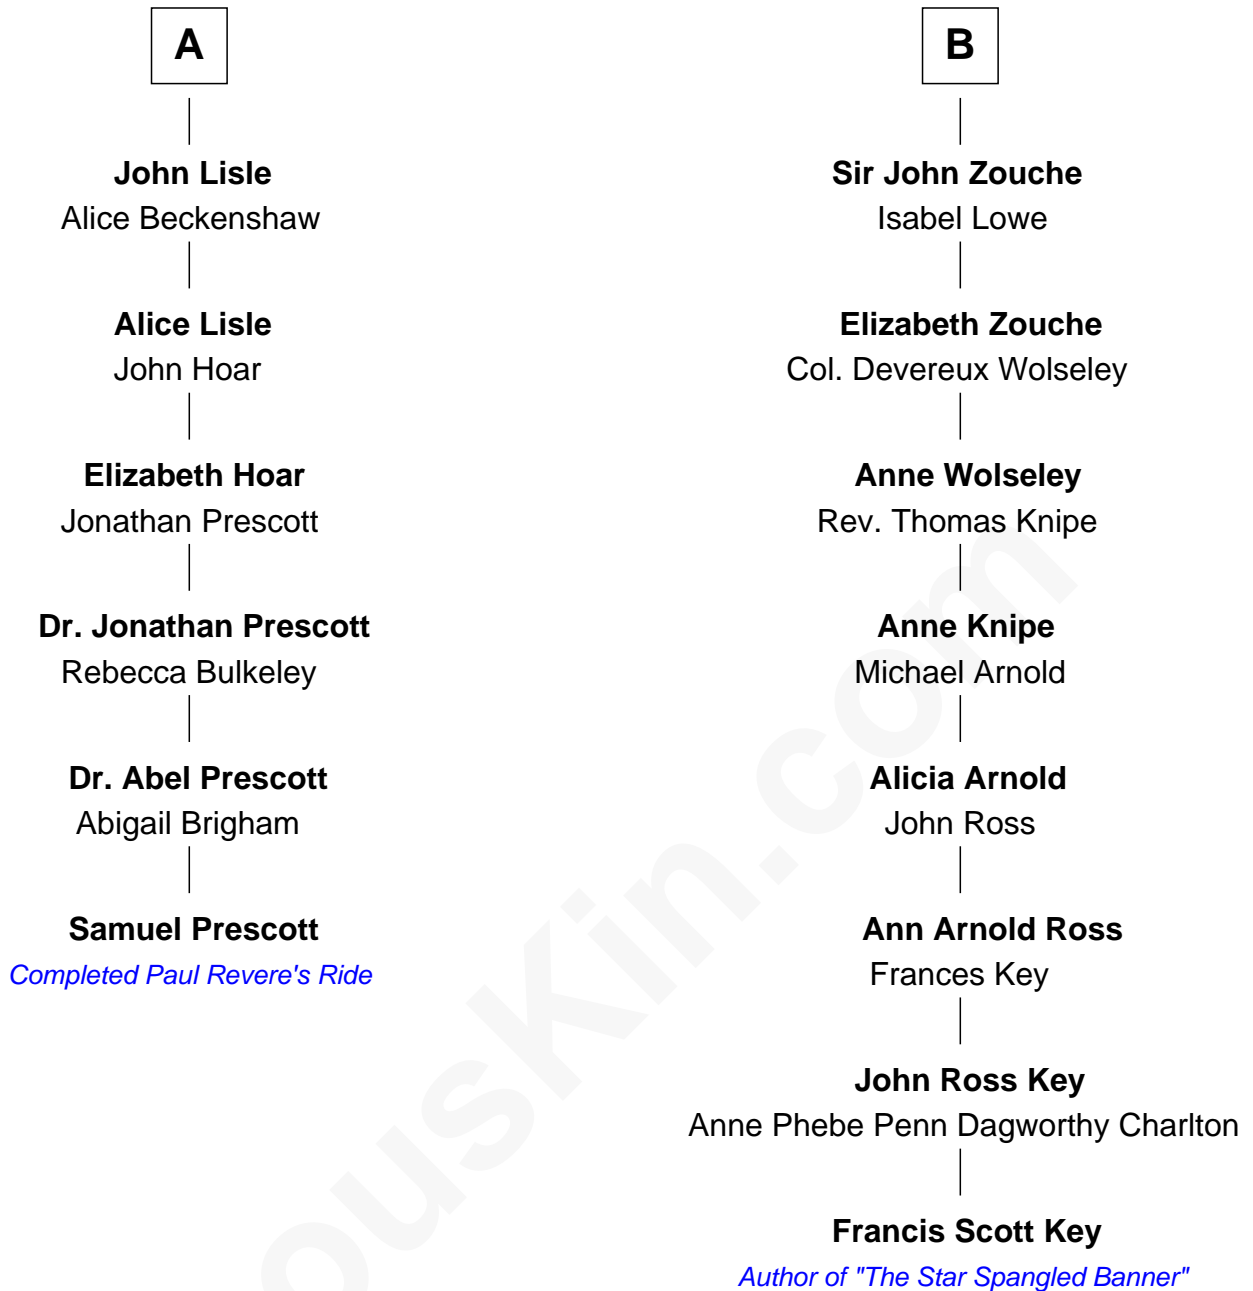 A
John Lisle
Alice Beckenshaw
Alice Lisle
John Hoar
Elizabeth Hoar
Jonathan Prescott
Dr. Jonathan Prescott
Rebecca Bulkeley
Dr. Abel Prescott
Abigail Brigham
Samuel Prescott
Completed Paul Revere's Ride
B
Sir John Zouche
Isabel Lowe
Elizabeth Zouche
Col. Devereux Wolseley
Anne Wolseley
Rev. Thomas Knipe
Anne Knipe
Michael Arnold
Alicia Arnold
John Ross
Ann Arnold Ross
Frances Key
John Ross Key
Anne Phebe Penn Dagworthy Charlton
Francis Scott Key
Author of "The Star Spangled Banner"
ousKin.com